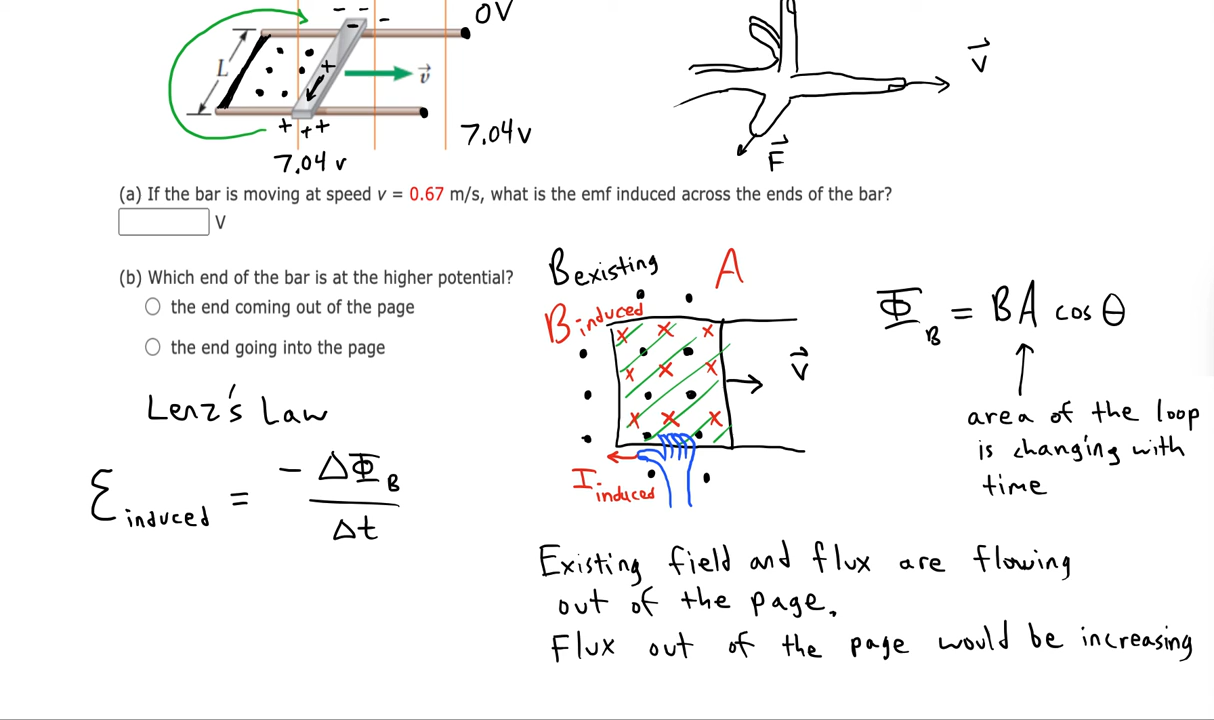 0V
L
v
7.04v
7.04 v
V
F
(a) If the bar is moving at speed v = 0.67 m/s, what is the emf induced across the ends of the bar?
V
(b) Which end of the bar is at the higher potential?
the end coming out of the page
the end going into the page
Bexisting
A
B induced
V
I induced
Φ_B = BA cos θ
area of the loop
is changing with
time
Lenz's Law
ℰ induced = -ΔΦ_B / Δt
Existing field and flux are flowing
out of the page.
Flux out of the page would be increasing